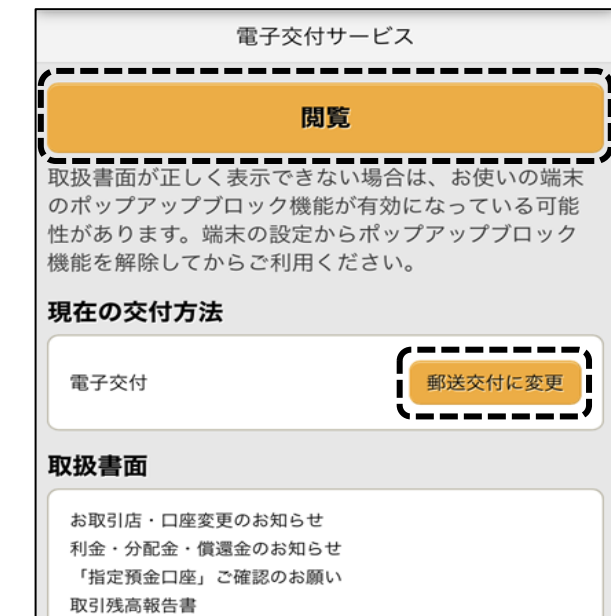 電子交付サービス
閲覧
取扱書面が正しく表示できない場合は、お使いの端末
のポップアップブロック機能が有効になっている可能
性があります。端末の設定からポップアップブロック
機能を解除してからご利用ください。
現在の交付方法
電子交付
郵送交付に変更
取扱書面
お取引店・口座変更のお知らせ
利金・分配金・償還金のお知らせ
「指定預金口座」ご確認のお願い
取引残高報告書